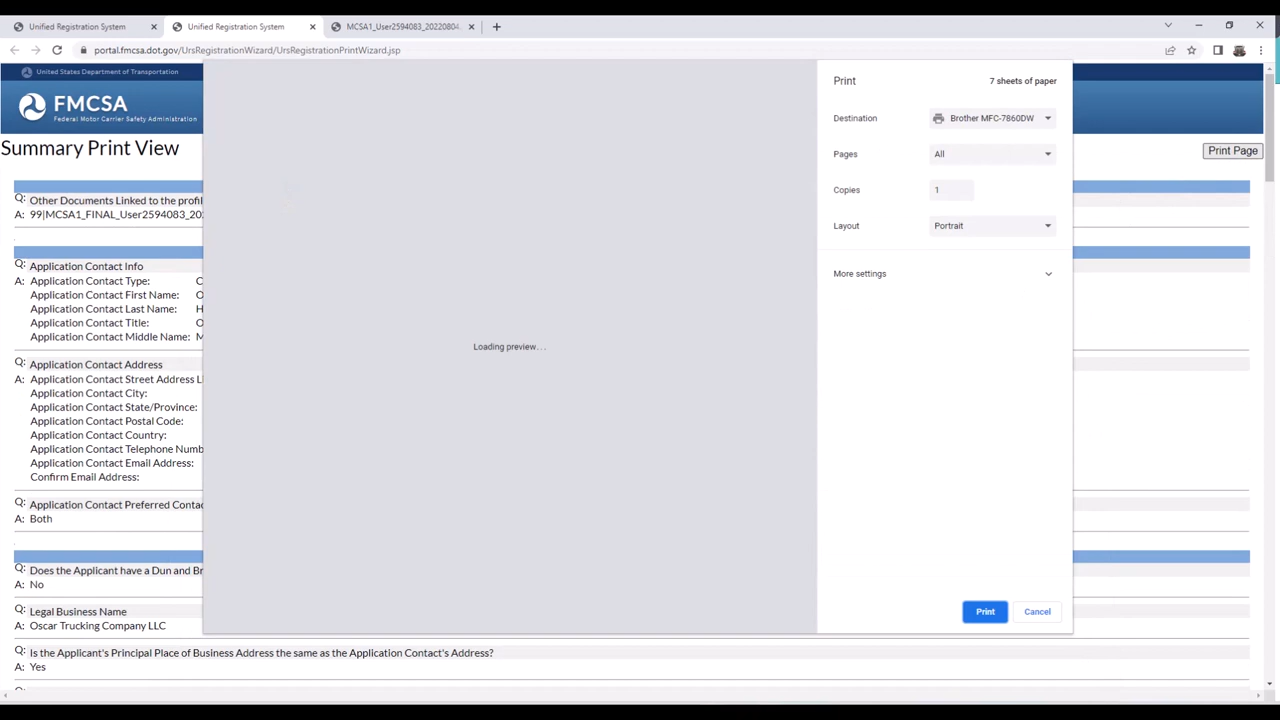 Unified Registration System
Unified Registration System
MCSA1_User2594083_20220804
portal.fmcsa.dot.gov/UrsRegistrationWizard/UrsRegistrationPrintWizard.jsp
United States Department of Transportation
FMCSA
Federal Motor Carrier Safety Administration
Summary Print View
Print Page
Q: Other Documents Linked to the profil
A: 99|MCSA1_FINAL_User2594083_202
Q: Application Contact Info
A: Application Contact Type: C
Application Contact First Name: O
Application Contact Last Name: H
Application Contact Title: O
Application Contact Middle Name: M
Q: Application Contact Address
A: Application Contact Street Address L
Application Contact City:
Application Contact State/Province:
Application Contact Postal Code:
Application Contact Country:
Application Contact Telephone Numb
Application Contact Email Address:
Confirm Email Address:
Q: Application Contact Preferred Contac
A: Both
Q: Does the Applicant have a Dun and Br
A: No
Q: Legal Business Name
A: Oscar Trucking Company LLC
Q: Is the Applicant's Principal Place of Business Address the same as the Application Contact's Address?
A: Yes
Loading preview...
Print 7 sheets of paper
Destination Brother MFC-7860DW
Pages All
Copies 1
Layout Portrait
More settings
Print Cancel